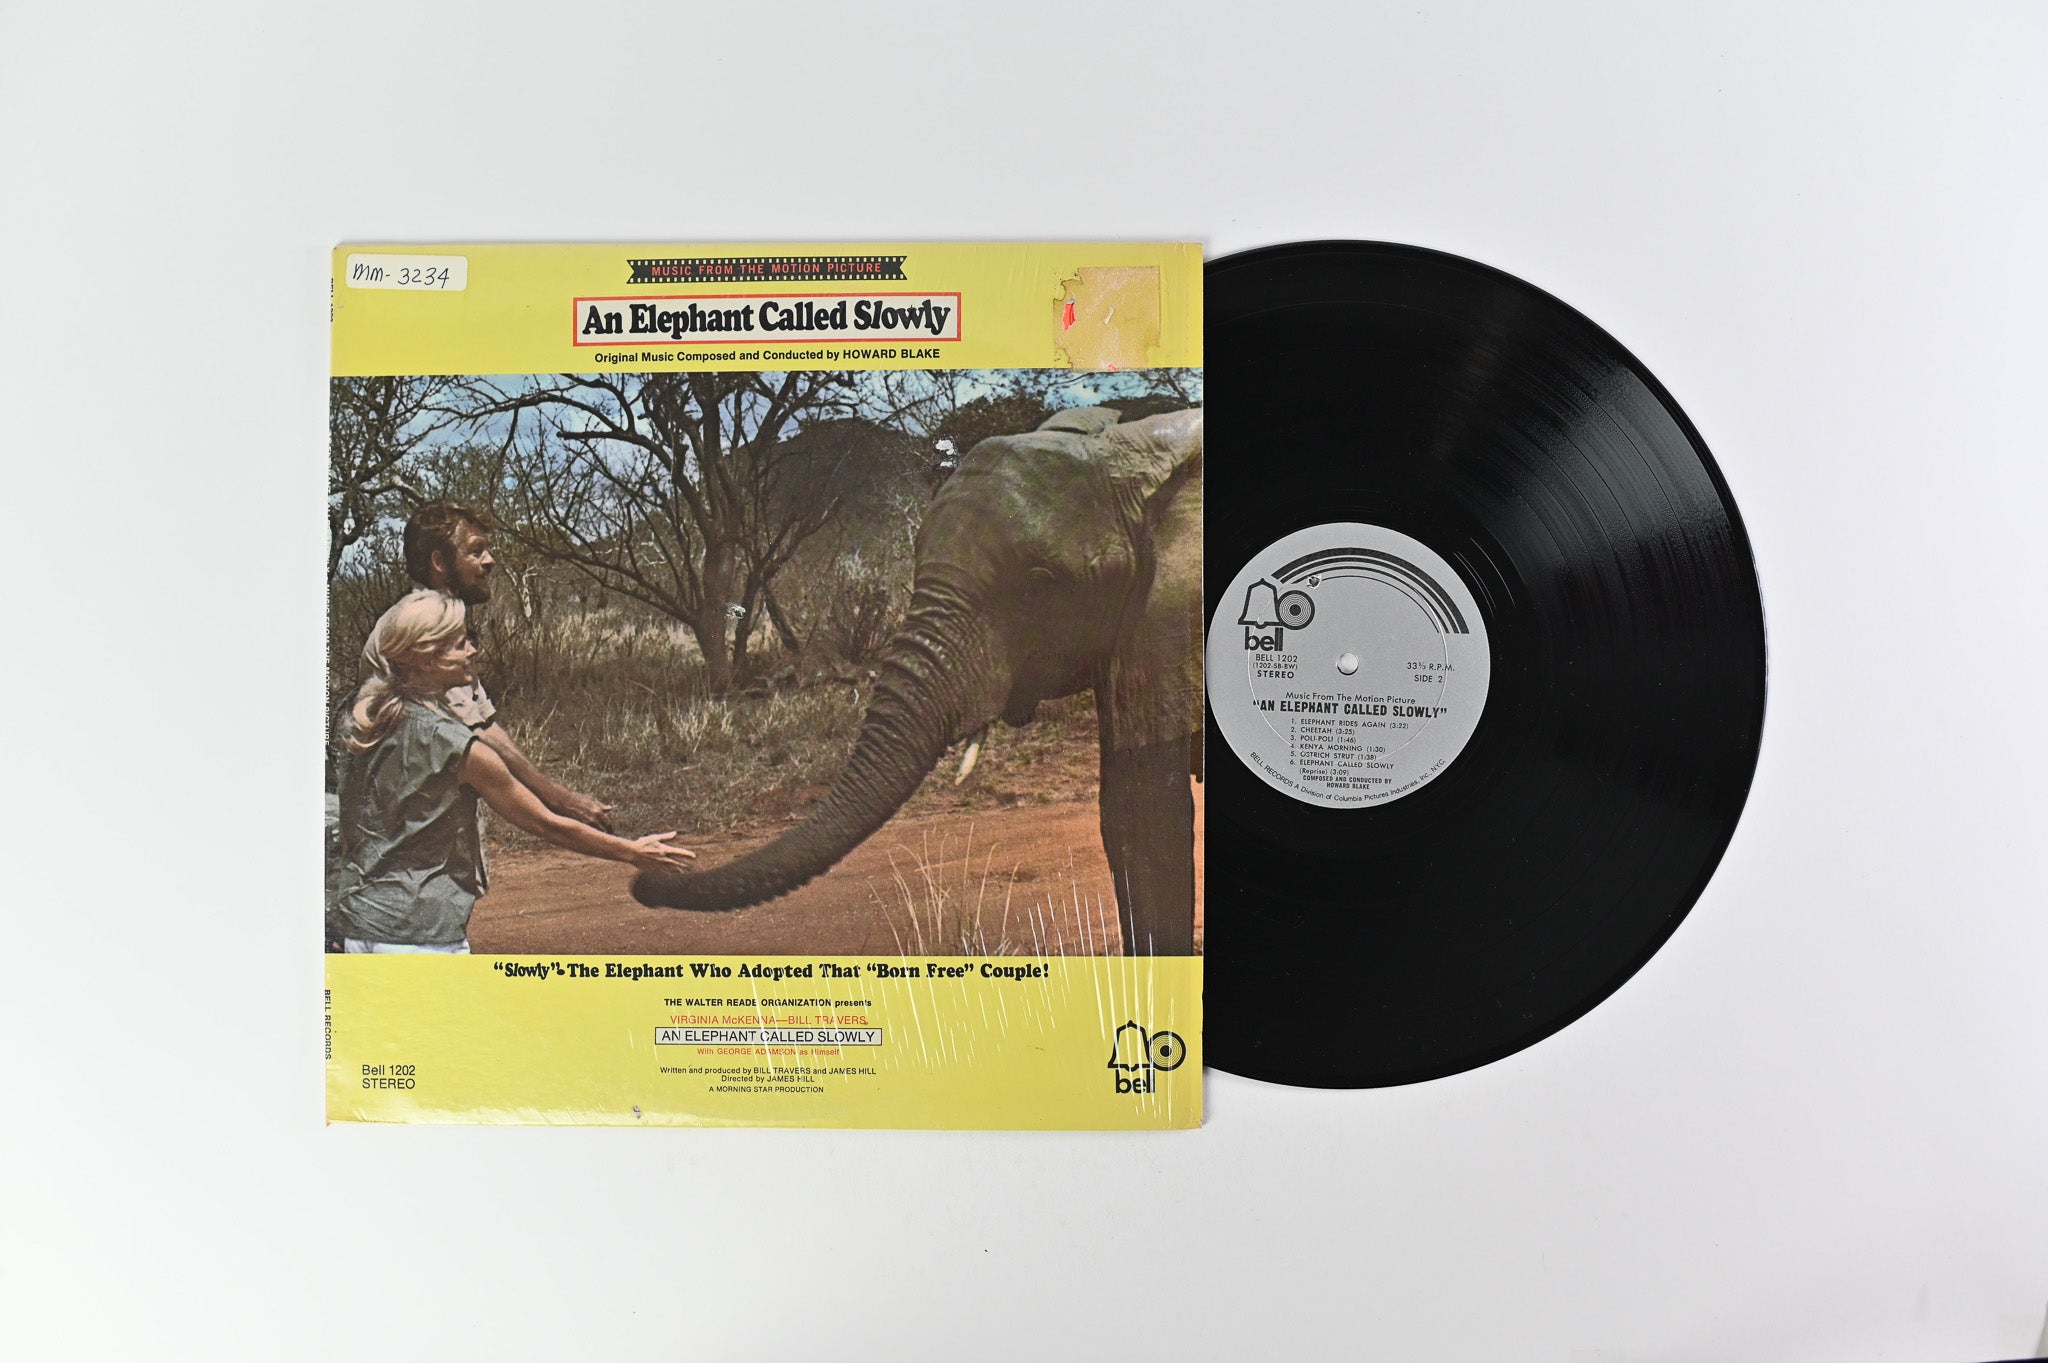 MM- 3234
MUSIC FROM THE MOTION PICTURE
An Elephant Called Slowly
Original Music Composed and Conducted by HOWARD BLAKE
"Slowly"-The Elephant Who Adopted That "Born Free" Couple!
THE WALTER READE ORGANIZATION presents
VIRGINIA McKENNA—BILL TRAVERS
AN ELEPHANT CALLED SLOWLY
With GEORGE ADAMSON as Himself
Written and produced by BILL TRAVERS and JAMES HILL
Directed by JAMES HILL
A MORNING STAR PRODUCTION
Bell 1202
STEREO
bell
BELL RECORDS
bell
BELL 1202
(1202-SB-BW)
STEREO
33⅓ R.P.M.
SIDE 2
Music From The Motion Picture
"AN ELEPHANT CALLED SLOWLY"
1. ELEPHANT RIDES AGAIN (3:22)
2. CHEETAH (3:25)
3. POLI-POLI (1:46)
4. KENYA MORNING (1:30)
5. OSTRICH STRUT (1:38)
6. ELEPHANT CALLED SLOWLY
(Reprise) (3:09)
COMPOSED AND CONDUCTED BY
HOWARD BLAKE
BELL RECORDS A Division of Columbia Pictures Industries, Inc., N.Y.C.